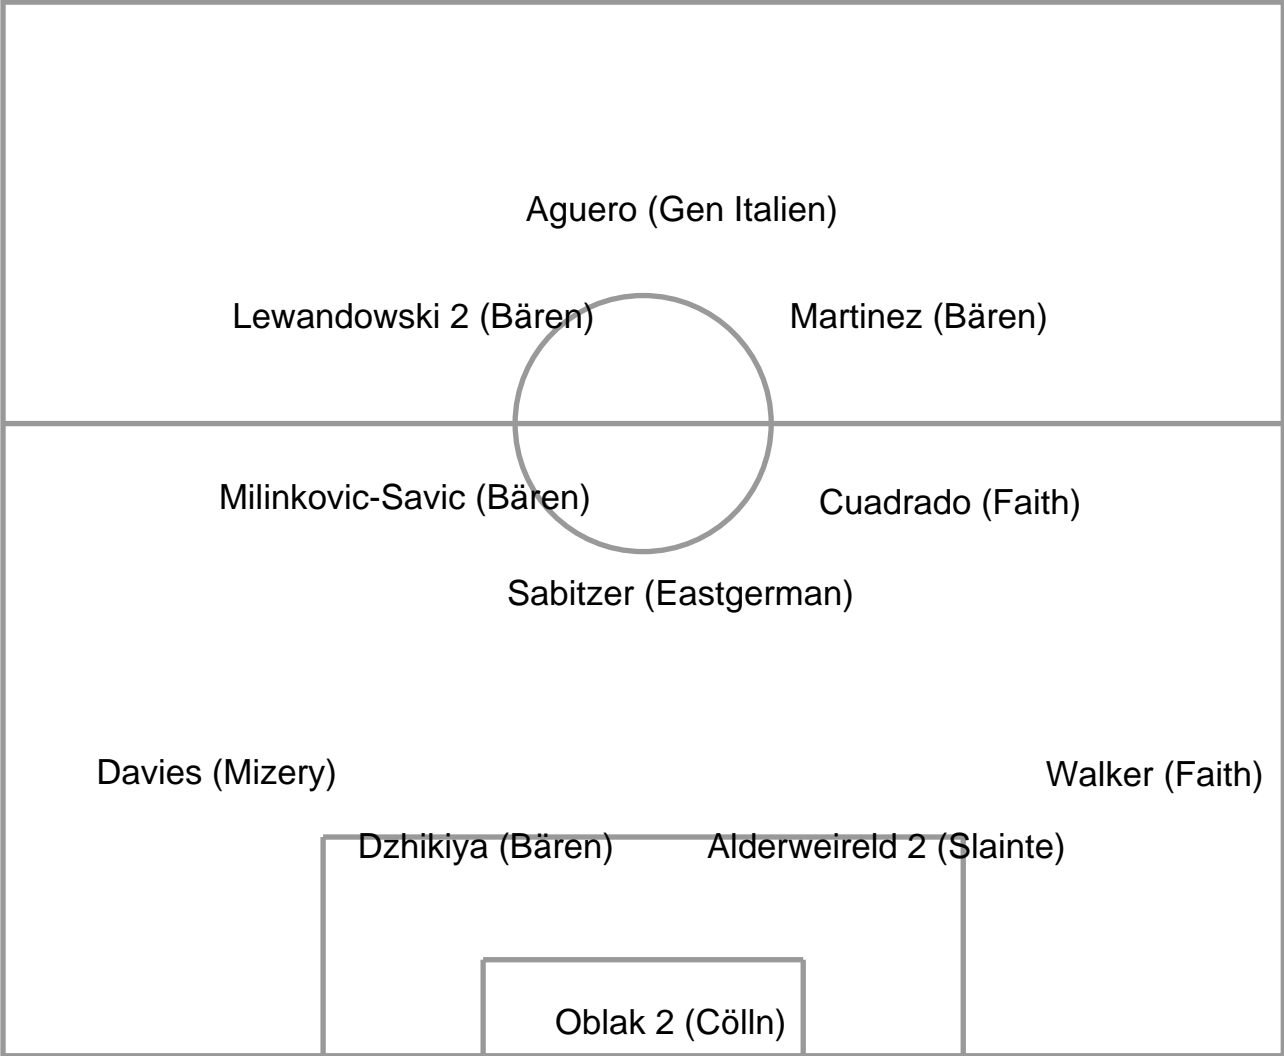 Aguero (Gen Italien)
Lewandowski 2 (Bären)
Martinez (Bären)
Milinkovic-Savic (Bären)
Cuadrado (Faith)
Sabitzer (Eastgerman)
Davies (Mizery)
Walker (Faith)
Dzhikiya (Bären)
Alderweireld 2 (Slainte)
Oblak 2 (Cölln)